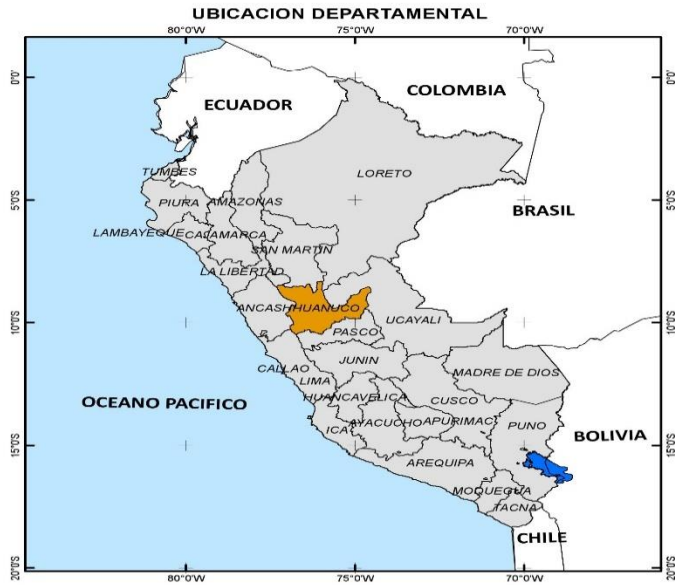 UBICACION DEPARTAMENTAL
80°0'W 75°0'W 70°0'W
0°0' 0°0'
COLOMBIA
ECUADOR
TUMBES
LORETO
5°0'S 5°0'S
PIURA
AMAZONAS
BRASIL
LAMBAYEQUE
CAJAMARCA
SAN MARTIN
LA LIBERTAD
ANCASH
HUANUCO
UCAYALI
10°0'S 10°0'S
PASCO
JUNIN
CALLAO
MADRE DE DIOS
LIMA
HUANCAVELICA
CUSCO
OCEANO PACIFICO
AYACUCHO
APURIMAC
PUNO
ICA
BOLIVIA
15°0'S 15°0'S
AREQUIPA
MOQUEGUA
TACNA
CHILE
20°0'S 20°0'S
80°0'W 75°0'W 70°0'W